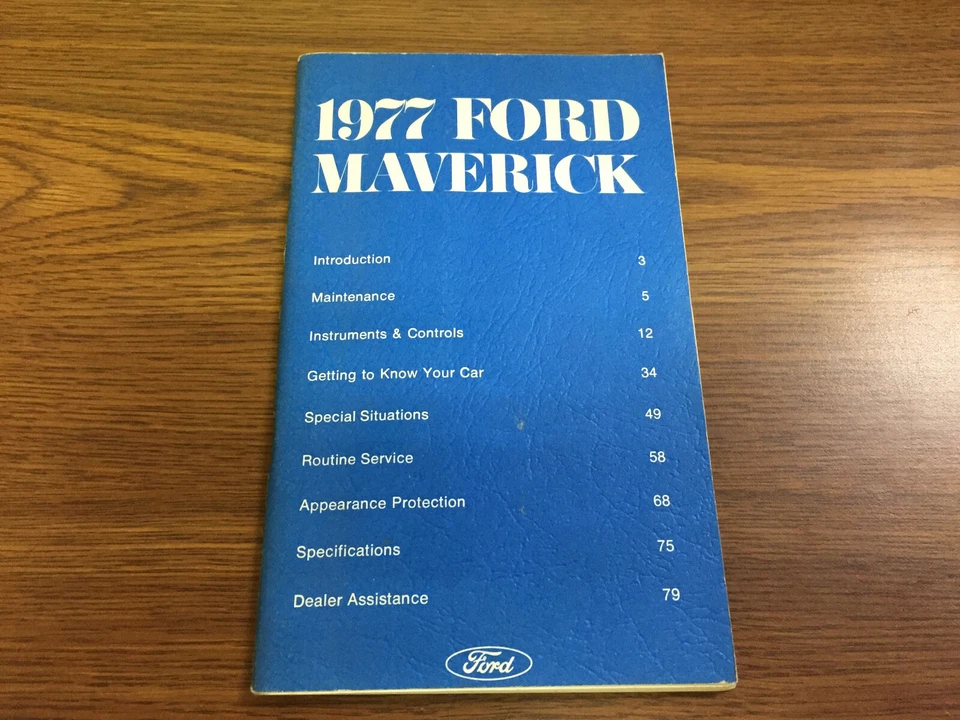 1977 FORD
MAVERICK
Introduction 3
Maintenance 5
Instruments & Controls 12
Getting to Know Your Car 34
Special Situations 49
Routine Service 58
Appearance Protection 68
Specifications 75
Dealer Assistance 79
Ford